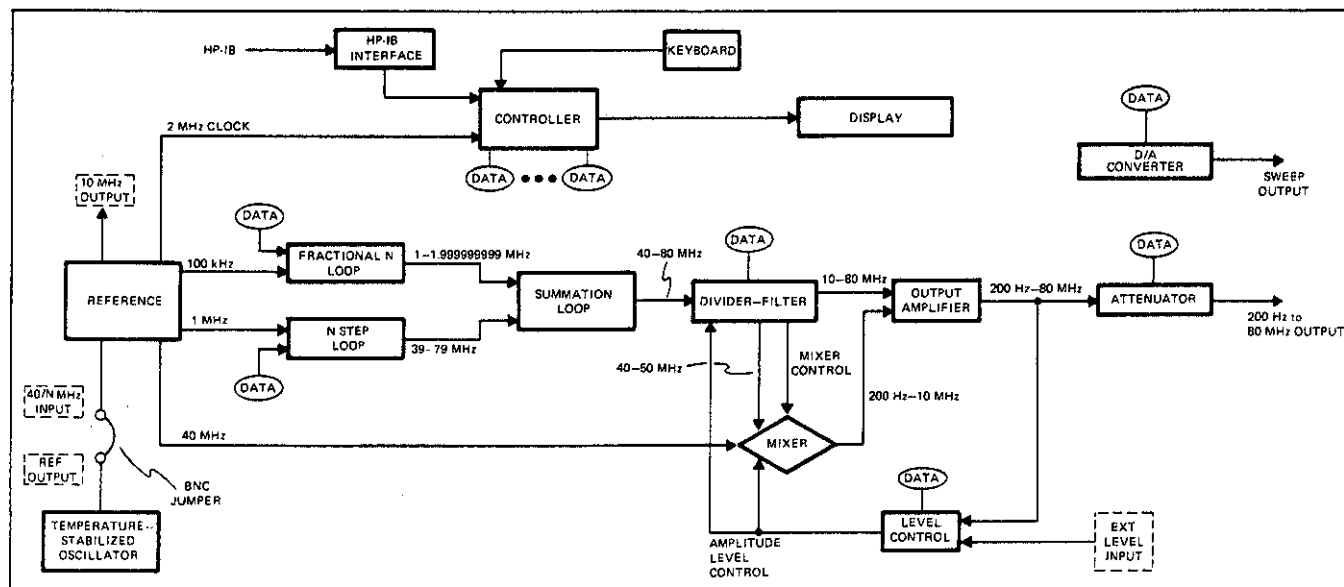 HP-IB
HP-IB
INTERFACE
KEYBOARD
CONTROLLER
DISPLAY
2 MHz CLOCK
DATA
DATA
DATA
D/A
CONVERTER
SWEEP
OUTPUT
10 MHz
OUTPUT
REFERENCE
100 kHz
DATA
FRACTIONAL N
LOOP
1-1.999999999 MHz
1 MHz
N STEP
LOOP
DATA
39-79 MHz
SUMMATION
LOOP
40-80 MHz
DATA
DIVIDER-FILTER
10-80 MHz
OUTPUT
AMPLIFIER
200 Hz-80 MHz
DATA
ATTENUATOR
200 Hz to
80 MHz OUTPUT
40-50 MHz
MIXER
CONTROL
200 Hz-10 MHz
40 MHz
MIXER
40/N MHz
INPUT
REF
OUTPUT
BNC
JUMPER
TEMPERATURE-
STABILIZED
OSCILLATOR
AMPLITUDE
LEVEL
CONTROL
DATA
LEVEL
CONTROL
EXT
LEVEL
INPUT